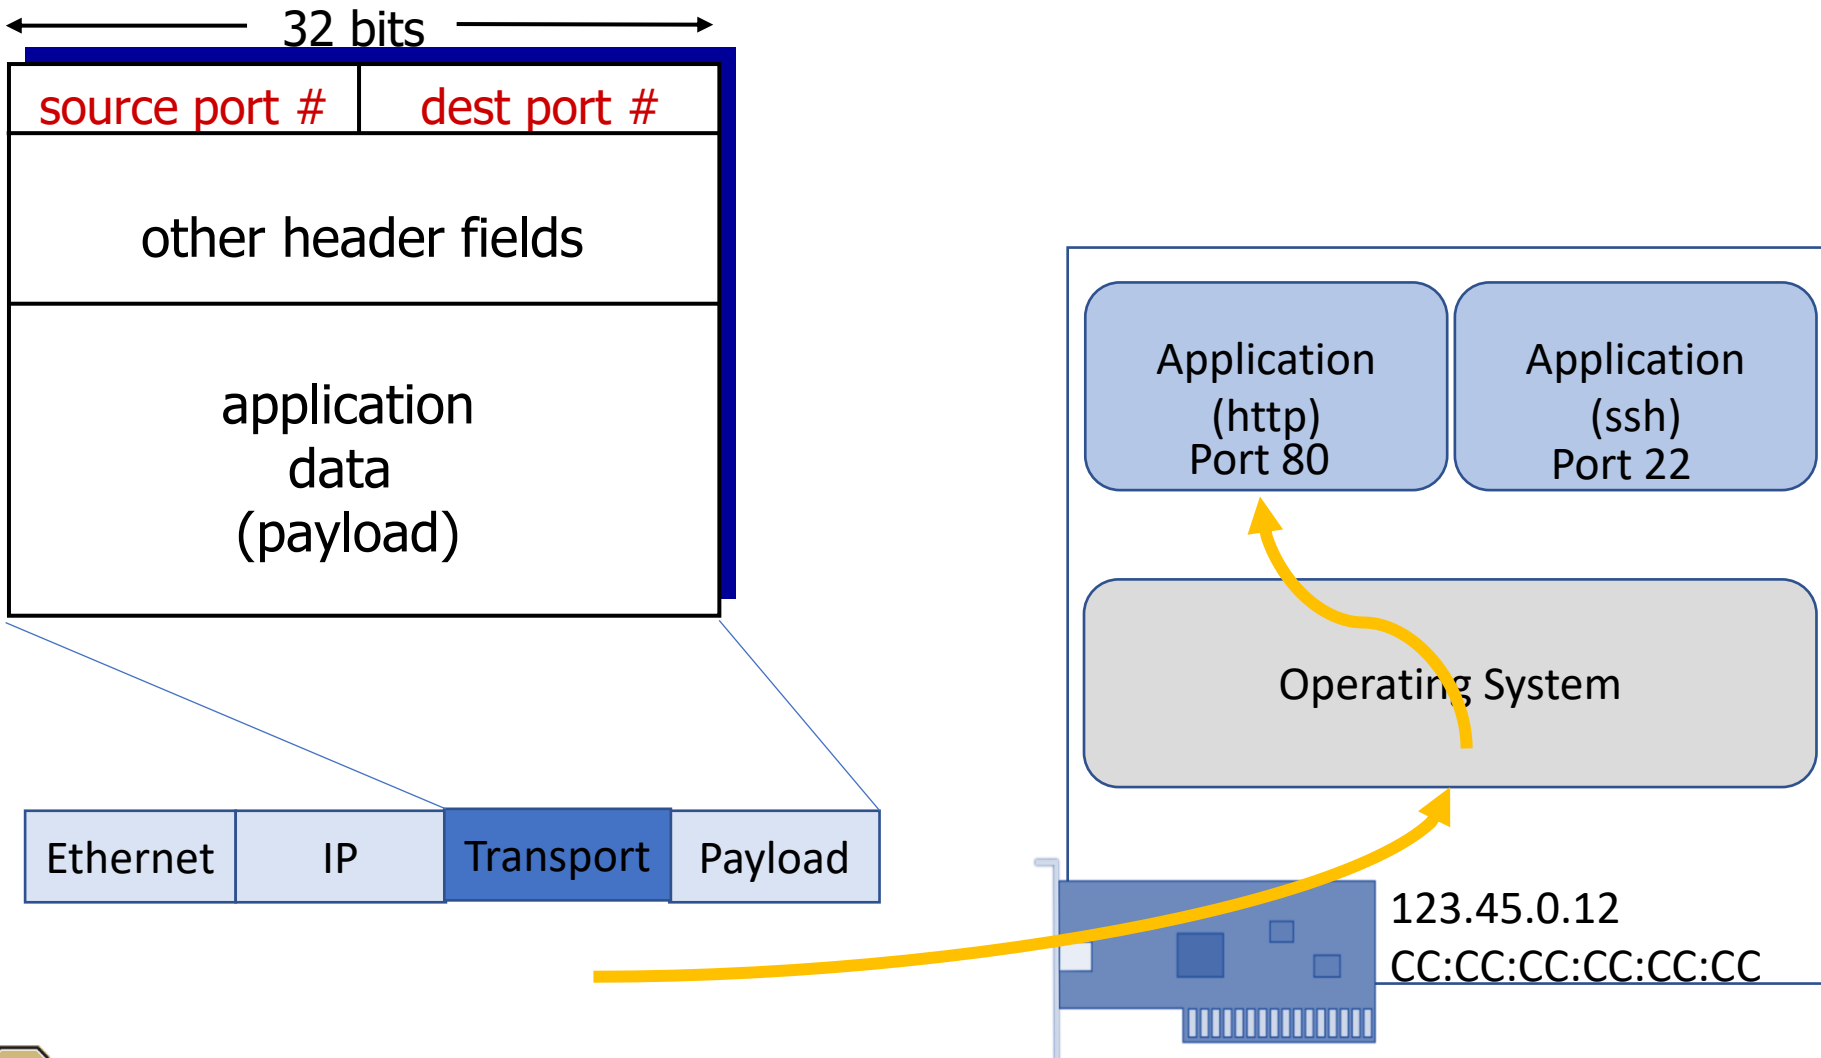 32 bits
source port #
dest port #
other header fields
application
data
(payload)
Ethernet
IP
Transport
Payload
Application
(http)
Port 80
Application
(ssh)
Port 22
Operating System
123.45.0.12
CC:CC:CC:CC:CC:CC